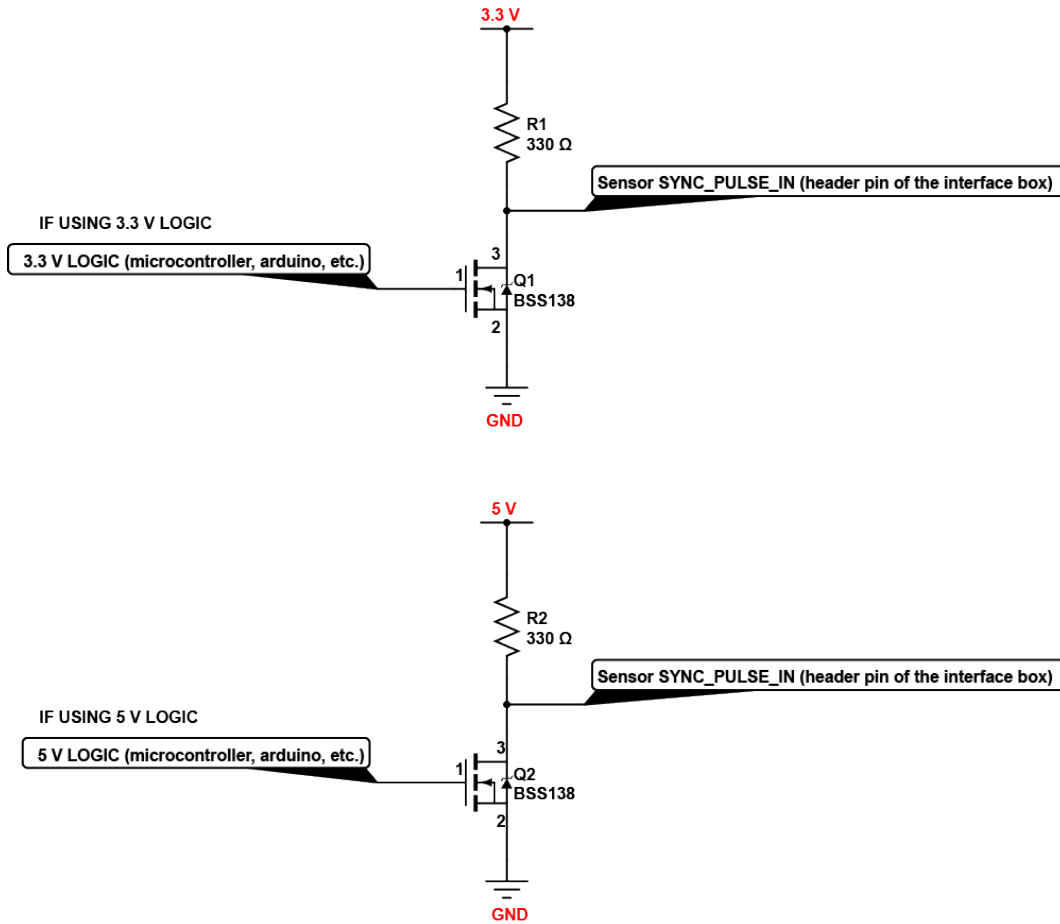 3.3 V
R1
330 Ω
Sensor SYNC_PULSE_IN (header pin of the interface box)
IF USING 3.3 V LOGIC
3.3 V LOGIC (microcontroller, arduino, etc.)
3
1
Q1
BSS138
2
GND
5 V
R2
330 Ω
Sensor SYNC_PULSE_IN (header pin of the interface box)
IF USING 5 V LOGIC
5 V LOGIC (microcontroller, arduino, etc.)
3
1
Q2
BSS138
2
GND